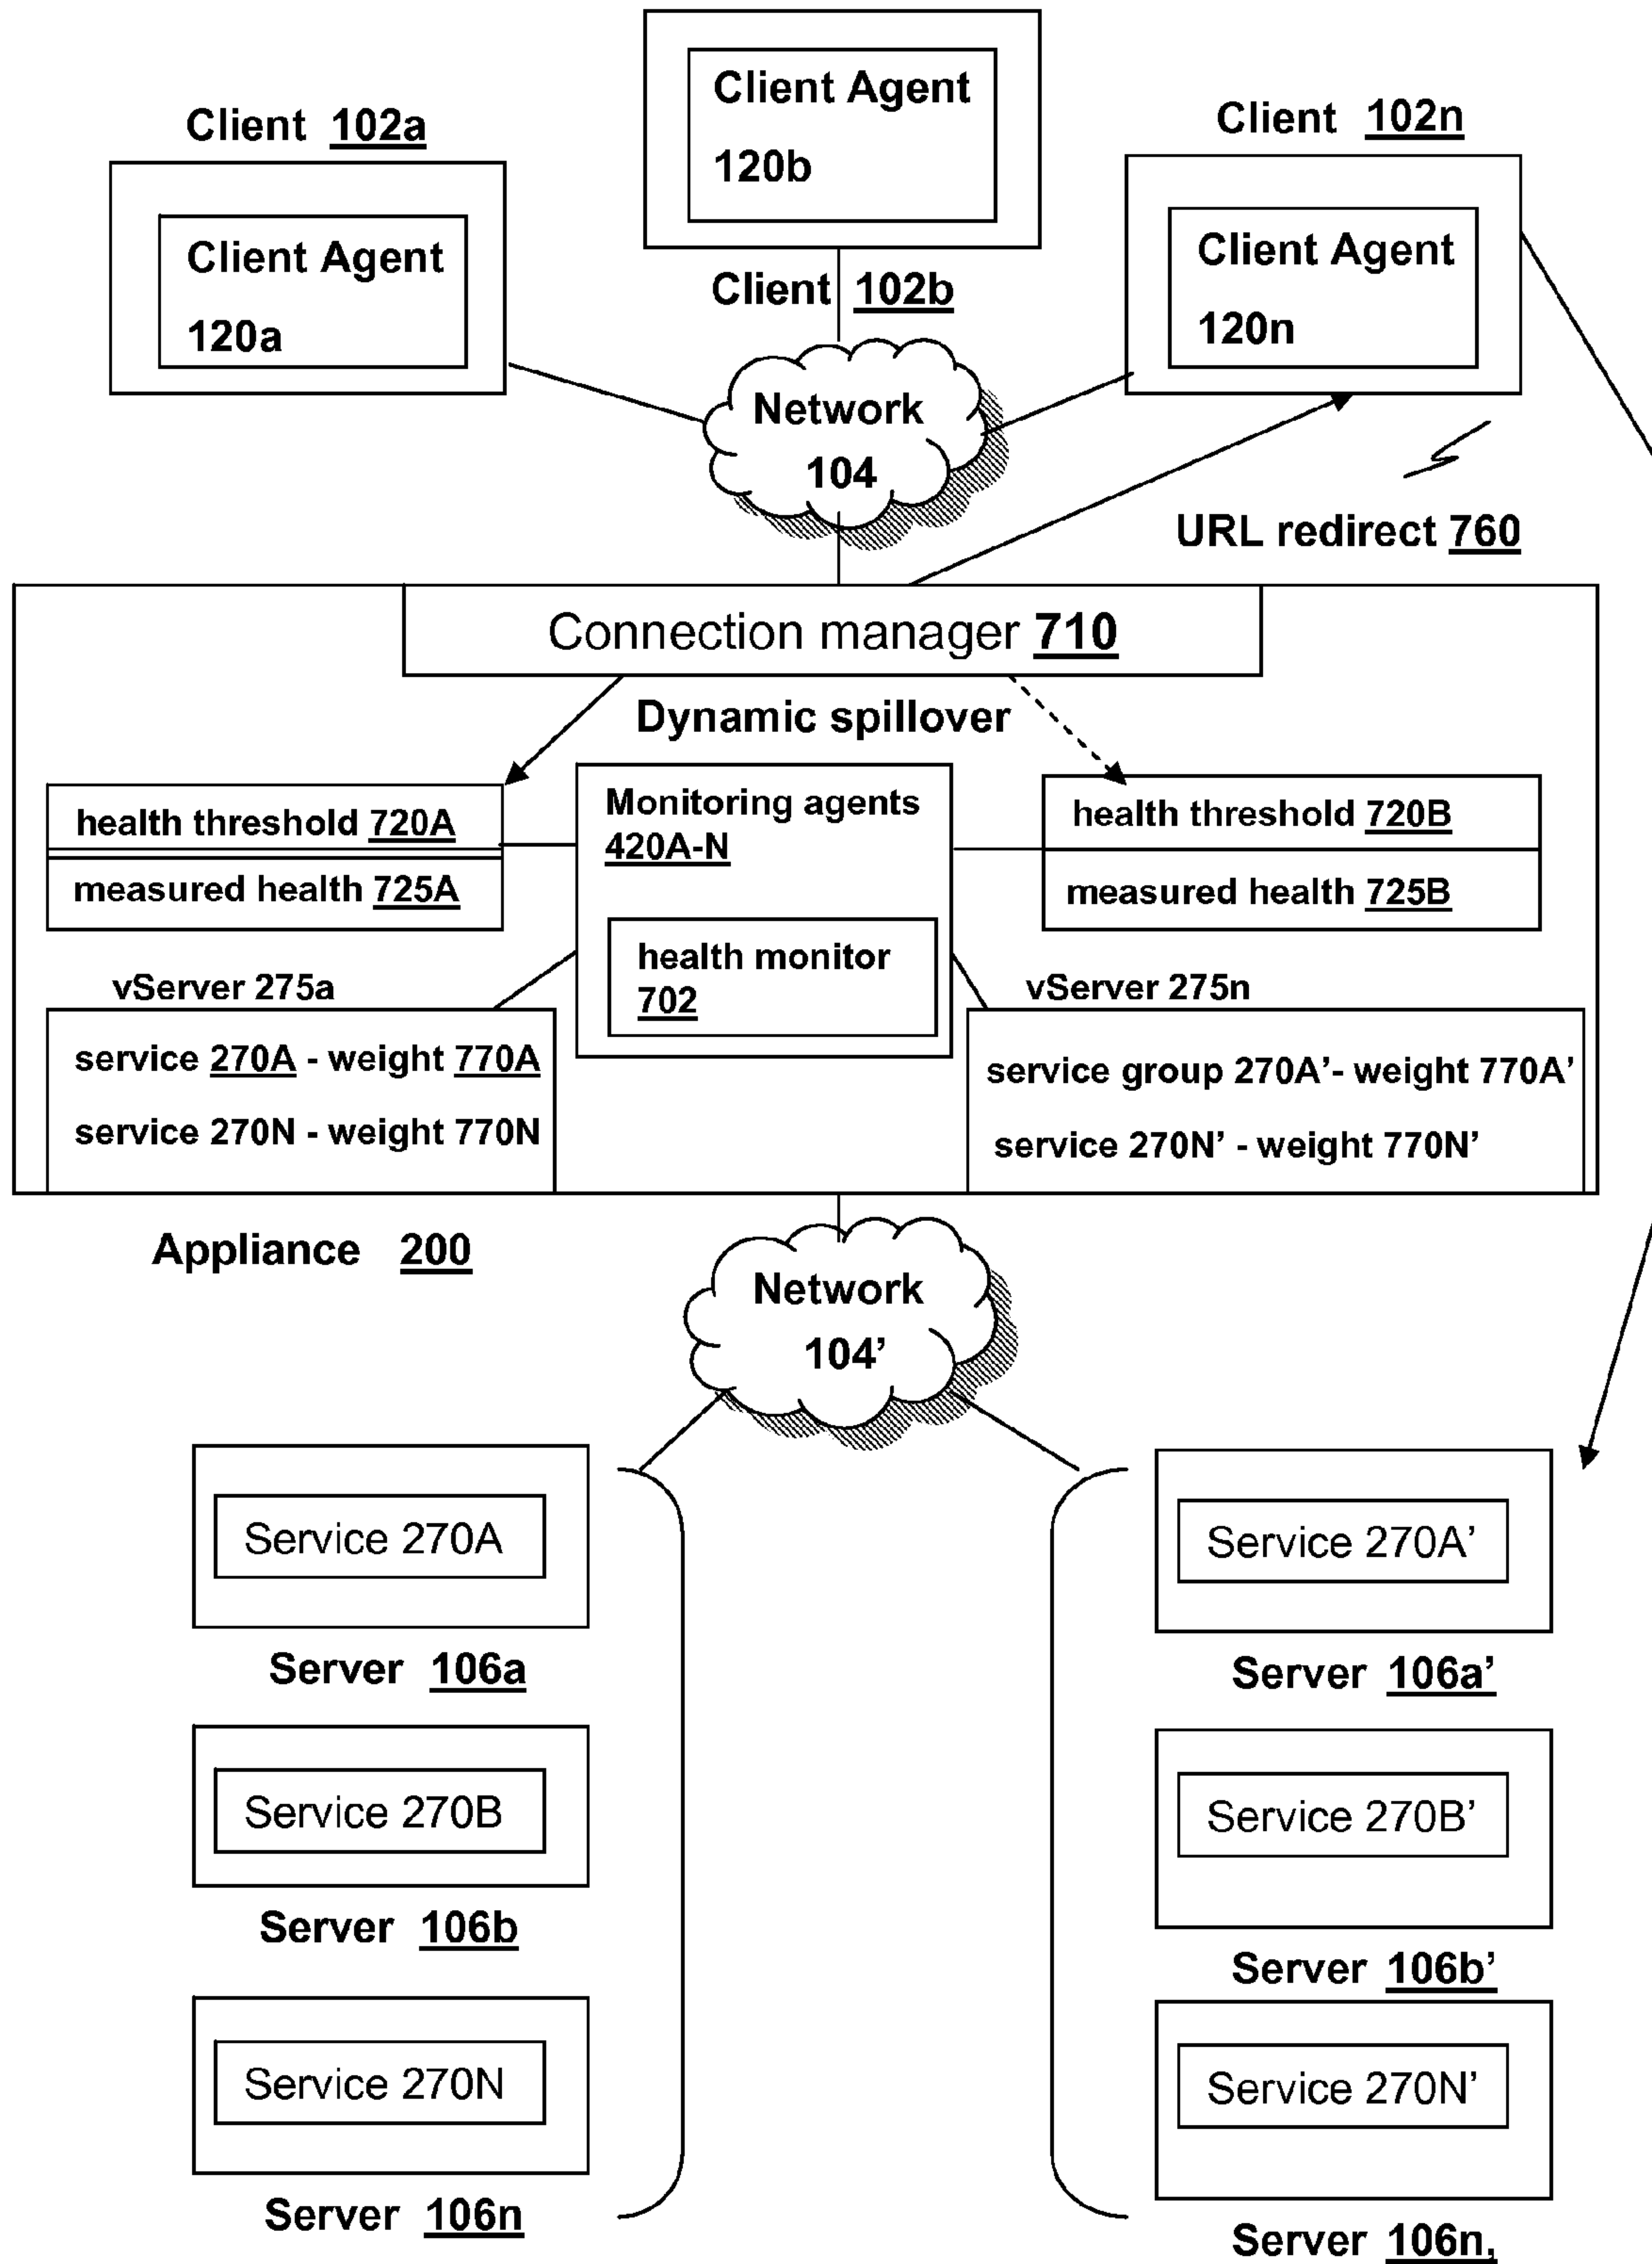 Client Agent
120b
Client 102a
Client 102n
Client Agent
120a
Client Agent
120n
Client 102b
Network
104
URL redirect 760
Connection manager 710
Dynamic spillover
health threshold 720A
measured health 725A
Monitoring agents
420A-N
health monitor
702
health threshold 720B
measured health 725B
vServer 275a
service 270A - weight 770A
service 270N - weight 770N
vServer 275n
service group 270A’- weight 770A’
service 270N’ - weight 770N’
Appliance 200
Network
104’
Service 270A
Server 106a
Service 270B
Server 106b
Service 270N
Server 106n
Service 270A’
Server 106a’
Service 270B’
Server 106b’
Service 270N’
Server 106n,